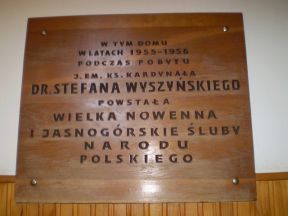 W TYM DOMU
W LATACH 1955-1956
PODCZAS POBYTU
J. EM. KS. KARDYNAŁA
DR. STEFANA WYSZYŃSKIEGO
POWSTAŁA
WIELKA NOWENNA
I JASNOGÓRSKIE ŚLUBY
NARODU
POLSKIEGO